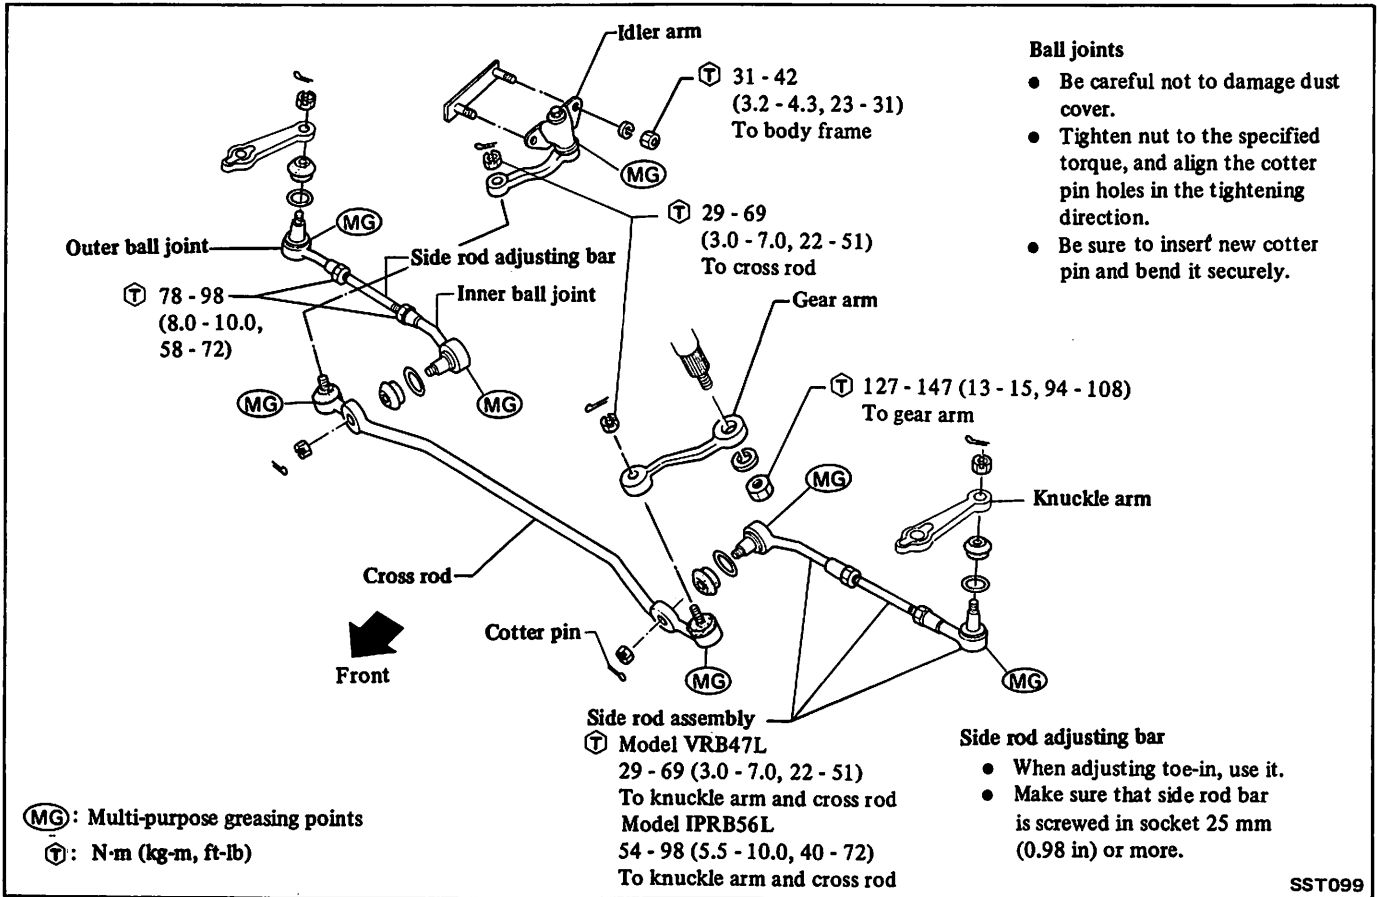 Idler arm
Ⓣ 31 - 42
(3.2 - 4.3, 23 - 31)
To body frame
MG
Ⓣ 29 - 69
(3.0 - 7.0, 22 - 51)
To cross rod
MG
Outer ball joint
Side rod adjusting bar
Ⓣ 78 - 98
(8.0 - 10.0,
58 - 72)
Inner ball joint
Gear arm
MG
MG
Ⓣ 127 - 147 (13 - 15, 94 - 108)
To gear arm
MG
Knuckle arm
Cross rod
Cotter pin
Front
MG
MG
Side rod assembly
Ⓣ Model VRB47L
29 - 69 (3.0 - 7.0, 22 - 51)
To knuckle arm and cross rod
Model IPRB56L
54 - 98 (5.5 - 10.0, 40 - 72)
To knuckle arm and cross rod
MG : Multi-purpose greasing points
Ⓣ : N·m (kg-m, ft-lb)
Ball joints
● Be careful not to damage dust
cover.
● Tighten nut to the specified
torque, and align the cotter
pin holes in the tightening
direction.
● Be sure to insert new cotter
pin and bend it securely.
Side rod adjusting bar
● When adjusting toe-in, use it.
● Make sure that side rod bar
is screwed in socket 25 mm
(0.98 in) or more.
SST099